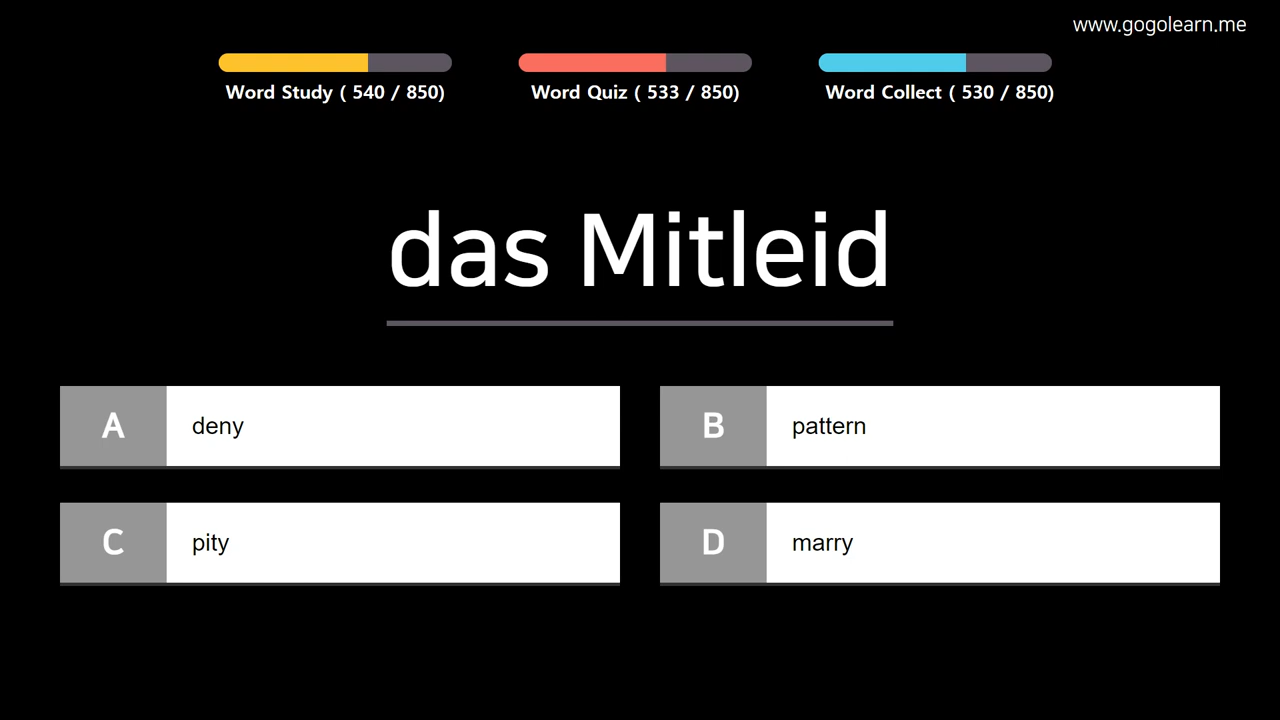 www.gogolearn.me
Word Study ( 540 / 850)
Word Quiz ( 533 / 850)
Word Collect ( 530 / 850)
das Mitleid
A deny
B pattern
C pity
D marry